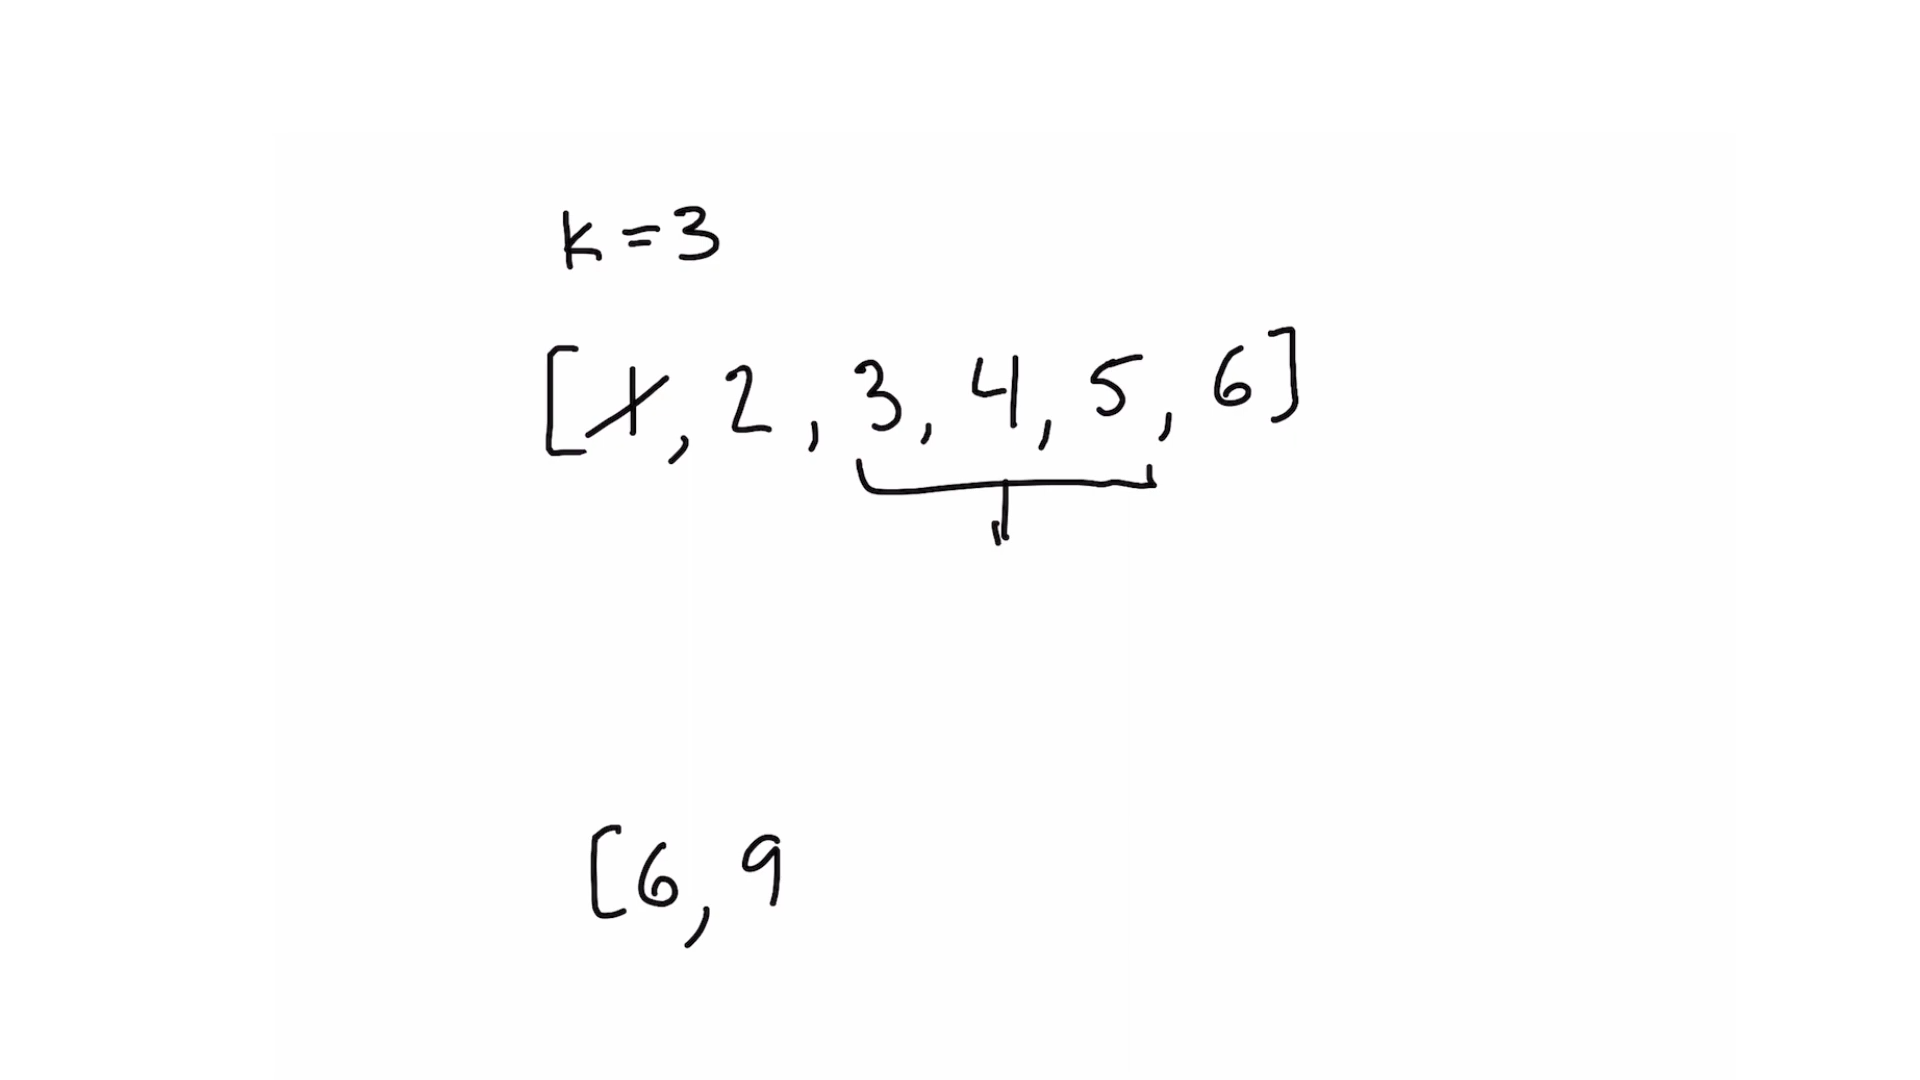 k = 3
[1, 2, 3, 4, 5, 6]
[6, 9